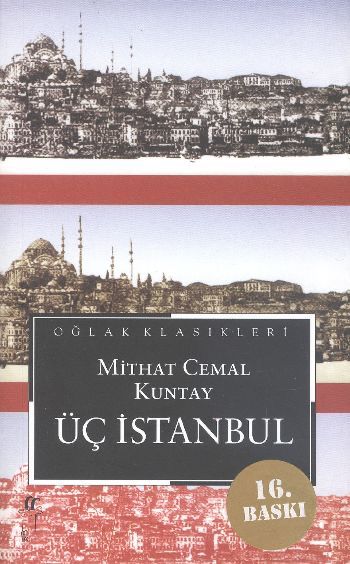 OĞLAK KLASİKLERİ
MİTHAT CEMAL
KUNTAY
ÜÇ İSTANBUL
16.
BASKI